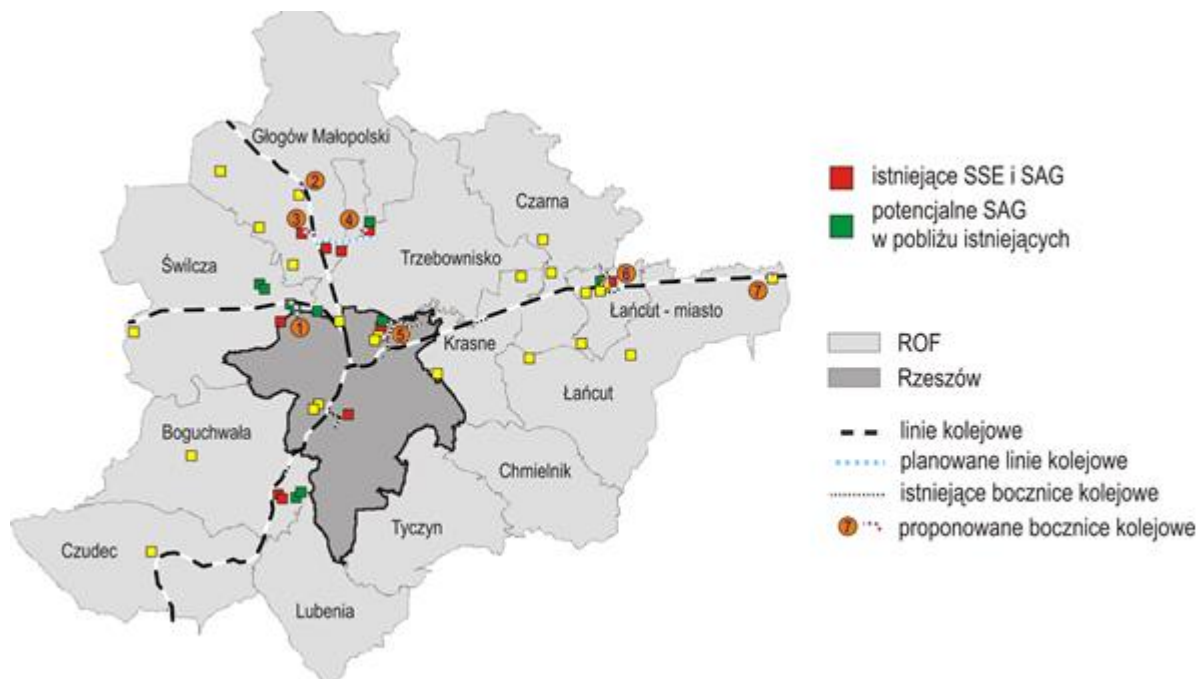 Głogów Małopolski
2
3
4
Czarna
Świlcza
Trzebownisko
6
7
Łańcut - miasto
1
5
Krasne
Łańcut
Boguchwała
Chmielnik
Tyczyn
Czudec
Lubenia
istniejące SSE i SAG
potencjalne SAG
w pobliżu istniejących
ROF
Rzeszów
linie kolejowe
planowane linie kolejowe
istniejące bocznice kolejowe
7 proponowane bocznice kolejowe